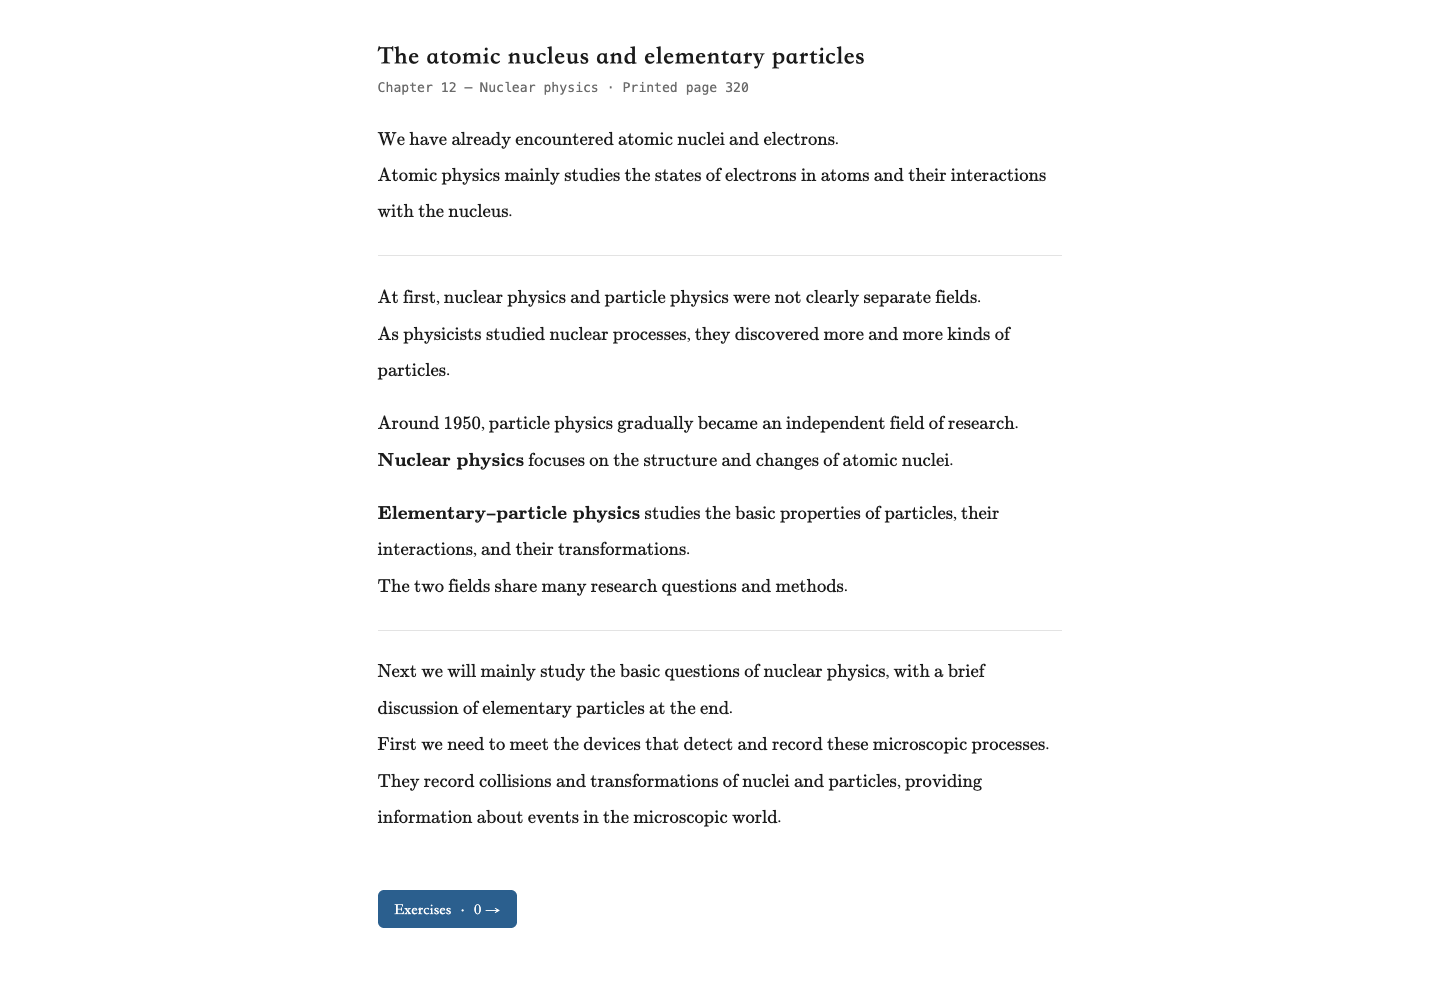 The atomic nucleus and elementary particles
Chapter 12 — Nuclear physics · Printed page 320
We have already encountered atomic nuclei and electrons.
Atomic physics mainly studies the states of electrons in atoms and their interactions
with the nucleus.
At first, nuclear physics and particle physics were not clearly separate fields.
As physicists studied nuclear processes, they discovered more and more kinds of
particles.
Around 1950, particle physics gradually became an independent field of research.
Nuclear physics focuses on the structure and changes of atomic nuclei.
Elementary-particle physics studies the basic properties of particles, their
interactions, and their transformations.
The two fields share many research questions and methods.
Next we will mainly study the basic questions of nuclear physics, with a brief
discussion of elementary particles at the end.
First we need to meet the devices that detect and record these microscopic processes.
They record collisions and transformations of nuclei and particles, providing
information about events in the microscopic world.
Exercises · 0 →